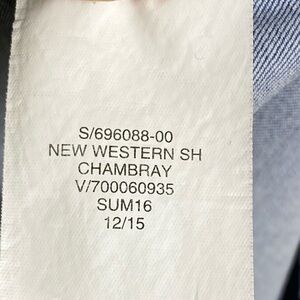 S/696088-00
NEW WESTERN SH
CHAMBRAY
V/700060935
SUM16
12/15